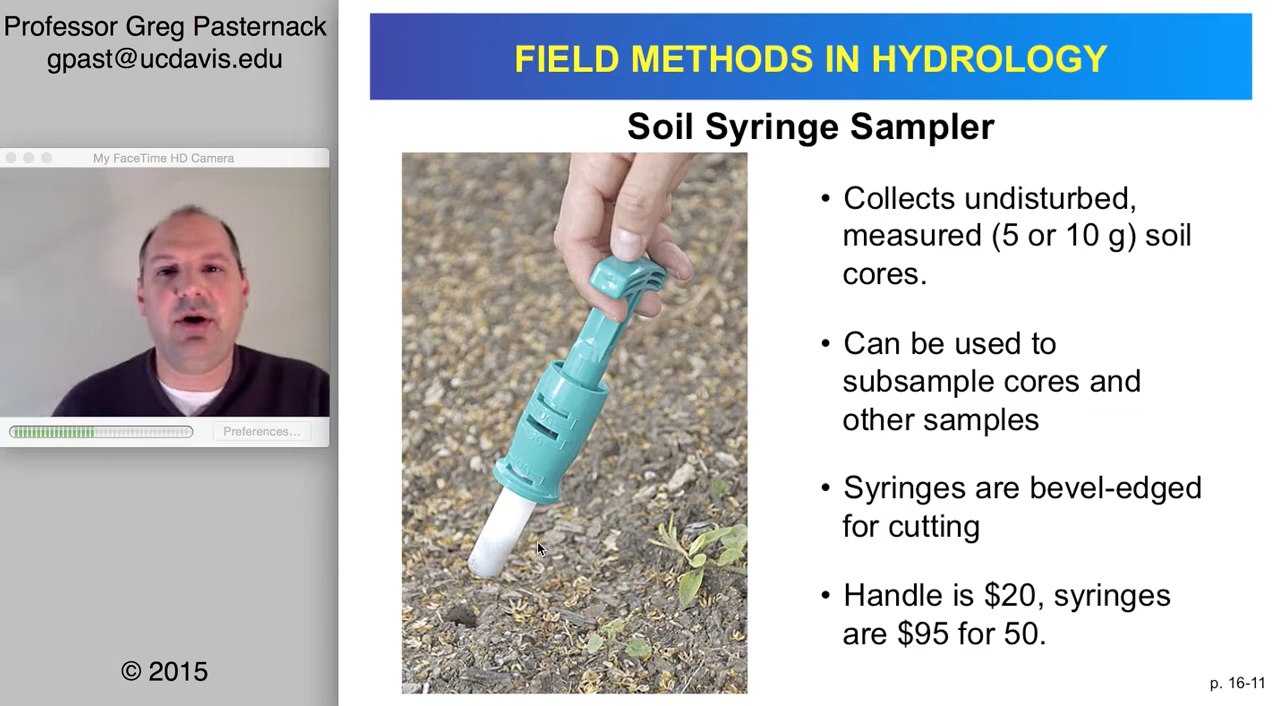 Professor Greg Pasternack
gpast@ucdavis.edu
My FaceTime HD Camera
Preferences...
© 2015
FIELD METHODS IN HYDROLOGY
Soil Syringe Sampler
• Collects undisturbed,
measured (5 or 10 g) soil
cores.
• Can be used to
subsample cores and
other samples
• Syringes are bevel-edged
for cutting
• Handle is $20, syringes
are $95 for 50.
p. 16-11